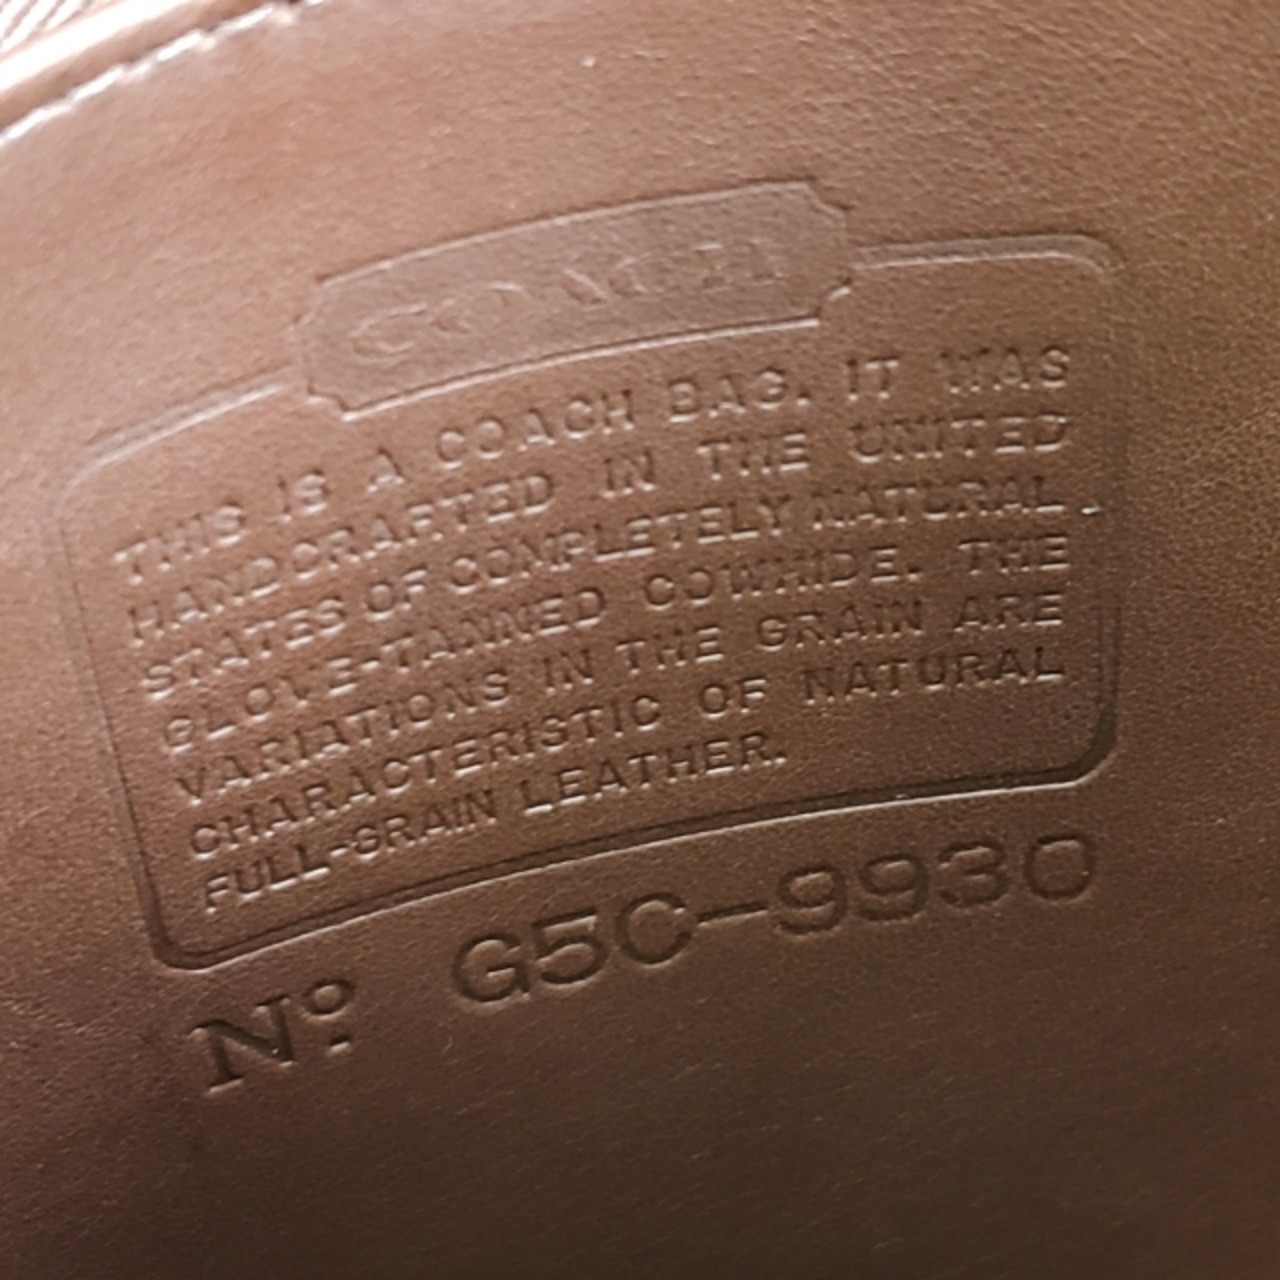 COACH
THIS IS A COACH BAG. IT WAS
HANDCRAFTED IN THE UNITED
STATES OF COMPLETELY NATURAL
GLOVE-TANNED COWHIDE. THE
VARIATIONS IN THE GRAIN ARE
CHARACTERISTIC OF NATURAL
FULL-GRAIN LEATHER.
Nº G5C-9930